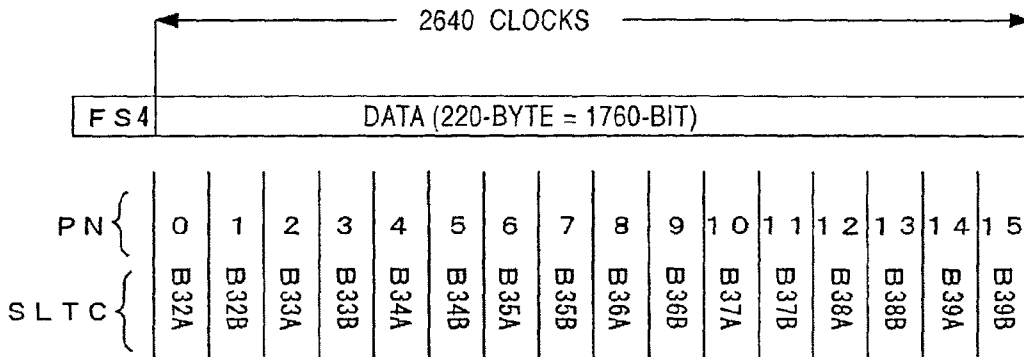 2640 CLOCKS
FS4 DATA (220-BYTE = 1760-BIT)
PN{ 0 1 2 3 4 5 6 7 8 9 10 11 12 13 14 15
SLTC{ B32A B32B B33A B33B B34A B34B B35A B35B B36A B36B B37A B37B B38A B38B B39A B39B